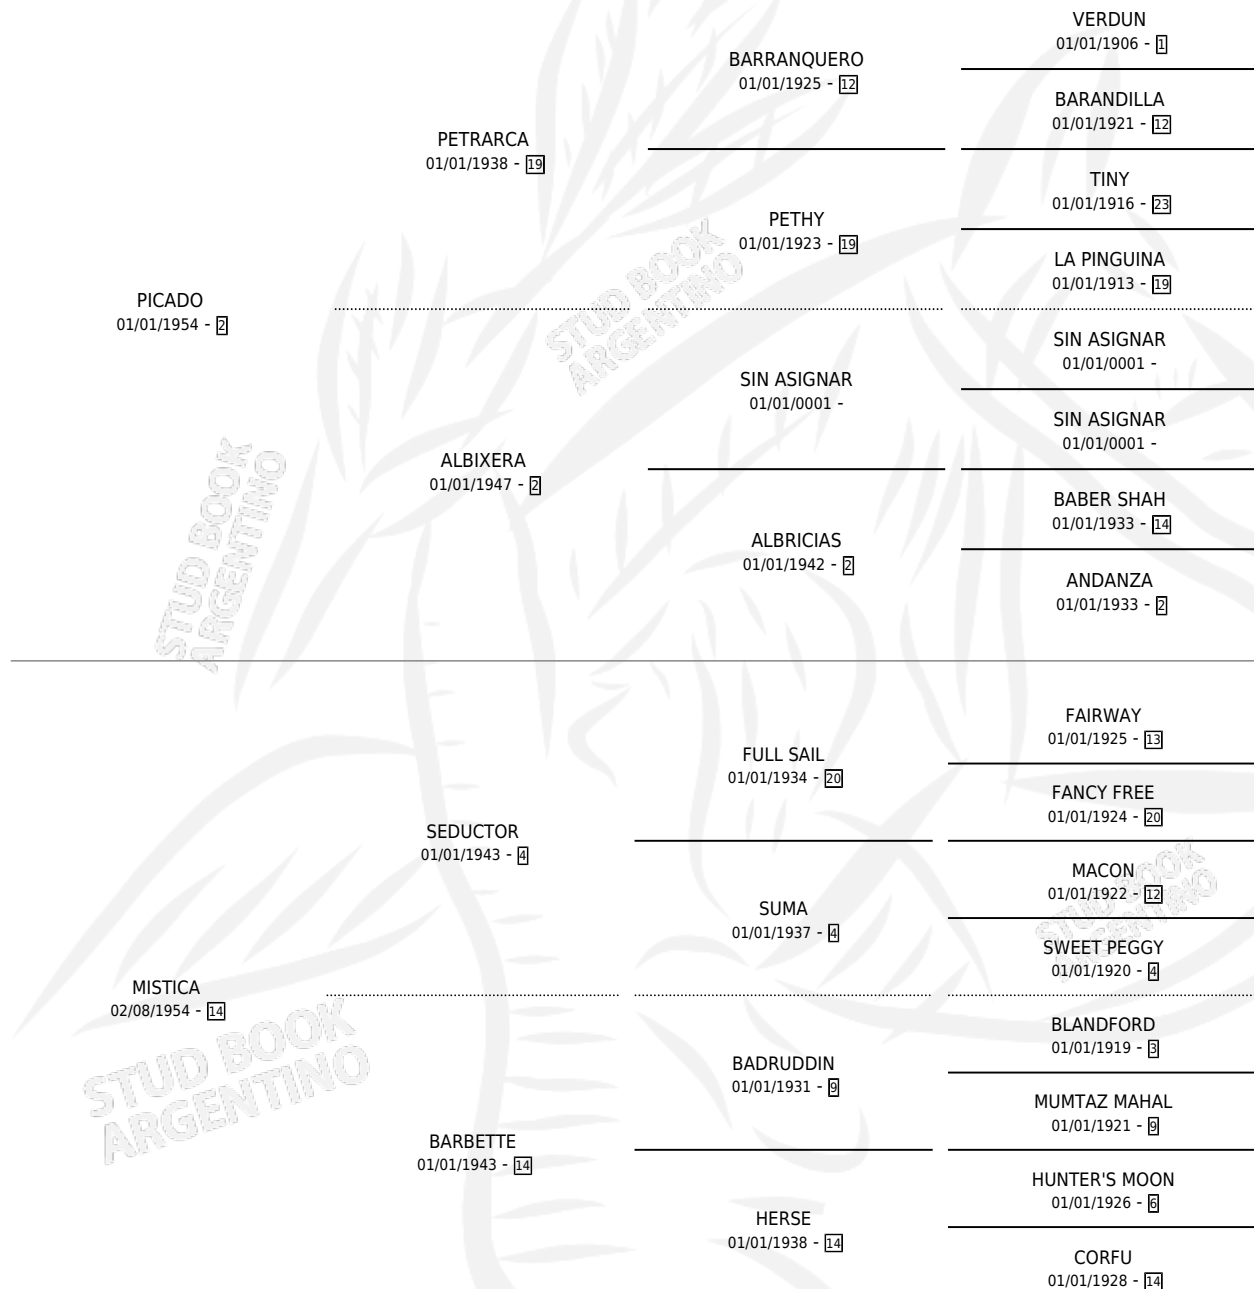 VERDUN
01/01/1906 - 1
BARRANQUERO
01/01/1925 - 12
BARANDILLA
01/01/1921 - 12
PETRARCA
01/01/1938 - 19
TINY
01/01/1916 - 23
PETHY
01/01/1923 - 19
LA PINGUINA
01/01/1913 - 19
PICADO
01/01/1954 - 2
SIN ASIGNAR
01/01/0001 -
SIN ASIGNAR
01/01/0001 -
SIN ASIGNAR
01/01/0001 -
ALBIXERA
01/01/1947 - 2
BABER SHAH
01/01/1933 - 14
ALBRICIAS
01/01/1942 - 2
ANDANZA
01/01/1933 - 2
STUD BOOK
ARGENTINO
STUD BOOK
ARGENTINO
FAIRWAY
01/01/1925 - 13
FULL SAIL
01/01/1934 - 20
FANCY FREE
01/01/1924 - 20
SEDUCTOR
01/01/1943 - 4
MACON
01/01/1922 - 12
SUMA
01/01/1937 - 4
SWEET PEGGY
01/01/1920 - 4
MISTICA
02/08/1954 - 14
BLANDFORD
01/01/1919 - 3
BADRUDDIN
01/01/1931 - 9
MUMTAZ MAHAL
01/01/1921 - 9
BARBETTE
01/01/1943 - 14
HUNTER'S MOON
01/01/1926 - 6
HERSE
01/01/1938 - 14
CORFU
01/01/1928 - 14
STUD BOOK
ARGENTINO
STUD BOOK
ARGENTINO